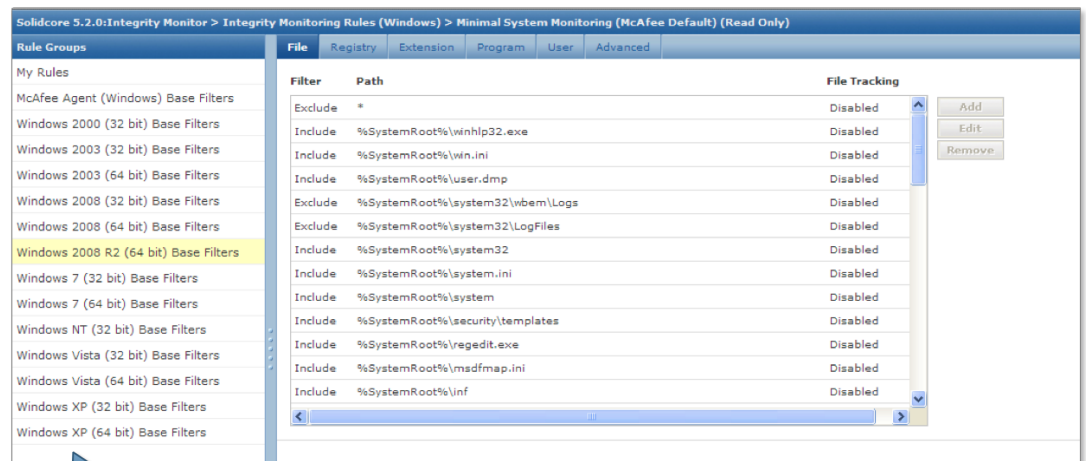 Solidcore 5.2.0:Integrity Monitor > Integrity Monitoring Rules (Windows) > Minimal System Monitoring (McAfee Default) (Read Only)
Rule Groups
My Rules
McAfee Agent (Windows) Base Filters
Windows 2000 (32 bit) Base Filters
Windows 2003 (32 bit) Base Filters
Windows 2003 (64 bit) Base Filters
Windows 2008 (32 bit) Base Filters
Windows 2008 (64 bit) Base Filters
Windows 2008 R2 (64 bit) Base Filters
Windows 7 (32 bit) Base Filters
Windows 7 (64 bit) Base Filters
Windows NT (32 bit) Base Filters
Windows Vista (32 bit) Base Filters
Windows Vista (64 bit) Base Filters
Windows XP (32 bit) Base Filters
Windows XP (64 bit) Base Filters
File Registry Extension Program User Advanced
Filter Path File Tracking
Exclude * Disabled
Include %SystemRoot%\winhlp32.exe Disabled
Include %SystemRoot%\win.ini Disabled
Include %SystemRoot%\user.dmp Disabled
Exclude %SystemRoot%\system32\wbem\Logs Disabled
Exclude %SystemRoot%\system32\LogFiles Disabled
Include %SystemRoot%\system32 Disabled
Include %SystemRoot%\system.ini Disabled
Include %SystemRoot%\system Disabled
Include %SystemRoot%\security\templates Disabled
Include %SystemRoot%\regedit.exe Disabled
Include %SystemRoot%\msdfmap.ini Disabled
Include %SystemRoot%\inf Disabled
Add
Edit
Remove